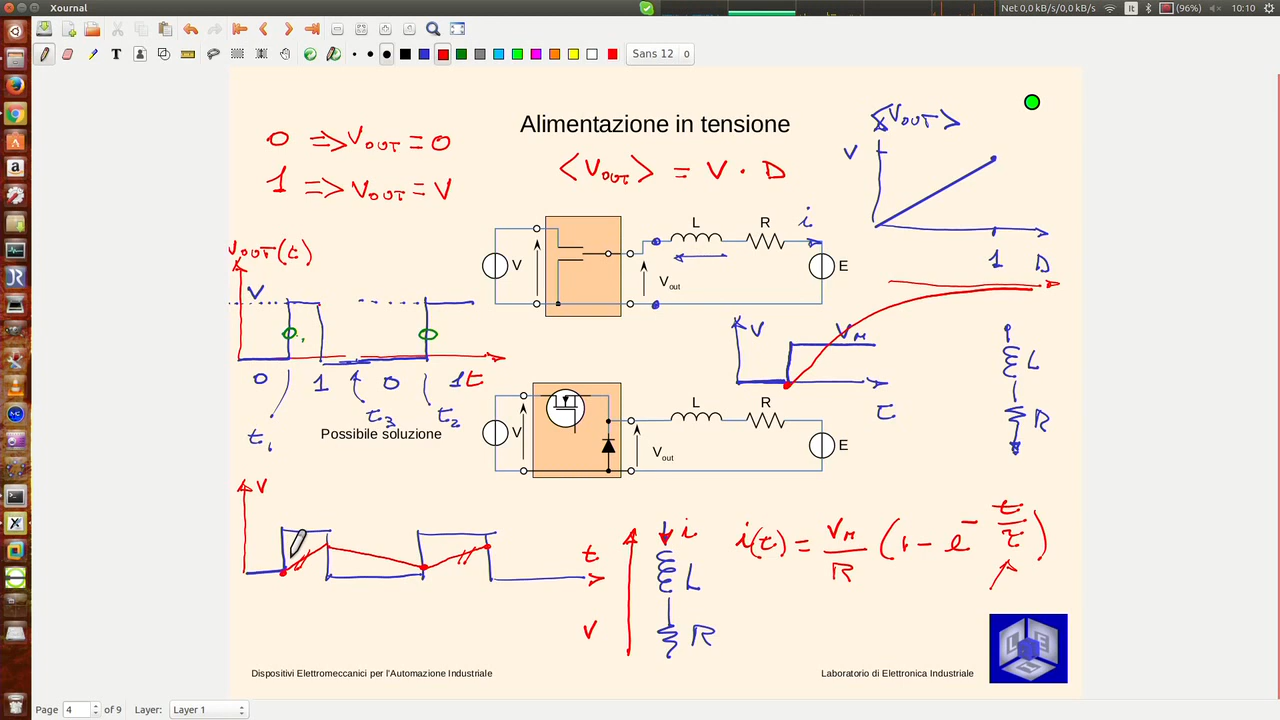 Xournal
Net 0,0 kB/s/0,0 kB/s
It
(96%)
10:10
Sans 12
0
Alimentazione in tensione
0 => VOUT = 0
1 => VOUT = V
<VOUT> = V · D
<VOUT>
V
1
D
L
R
i
V
Vout
E
VOUT(t)
V
0
1
0
1
t
t1
t3
t2
V
VM
τ
L
R
Possibile soluzione
L
R
V
Vout
E
V
t
V
i
L
R
i(t) = VM/R (1 - e^-t/τ)
Dispositivi Elettromeccanici per l'Automazione Industriale
Laboratorio di Elettronica Industriale
Page
4
of 9
Layer:
Layer 1